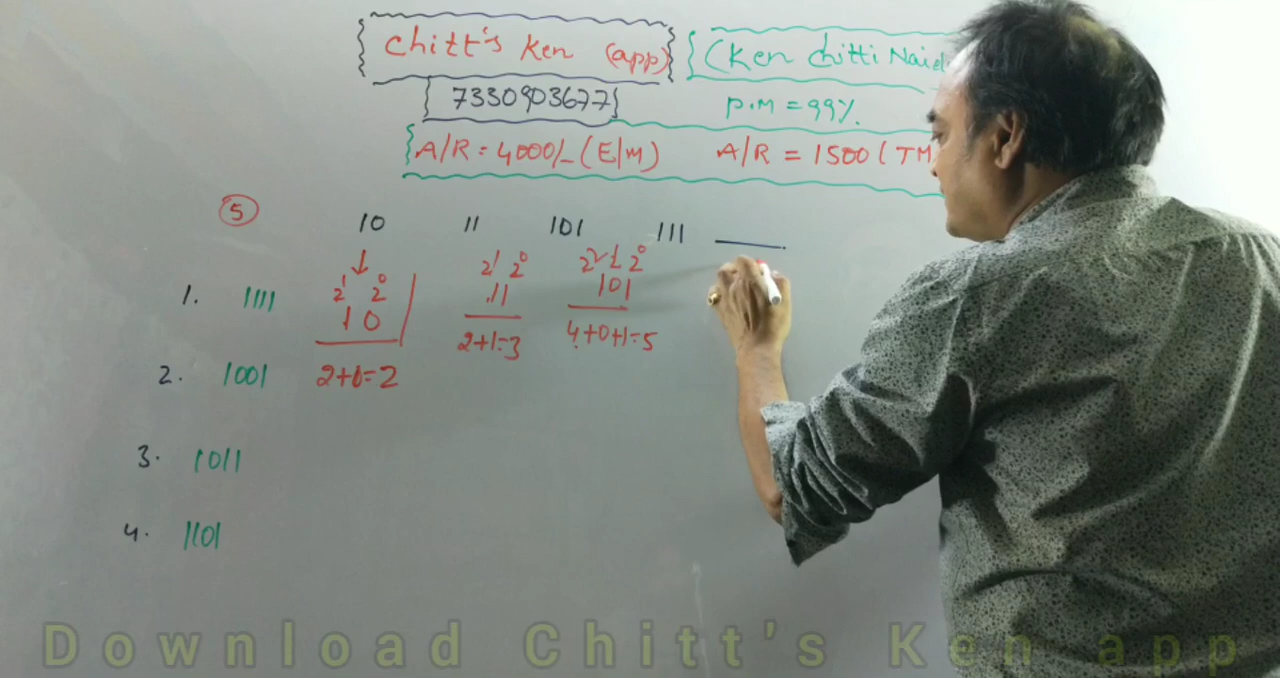 Chitt's Ken (app) (Ken Chitti Naid
7330903677 P.M = 99%
A/R = 4000/- (E/M) A/R = 1500 (TM
5 10 11 101 111 ____
1. 1111
2¹ 2⁰ 2¹ 2⁰ 2² 2¹ 2⁰
1 0 11 101
2+1=3 4+0+1=5
2. 1001 2+0=2
3. 1011
4. 1101
Download Chitt's Ken app